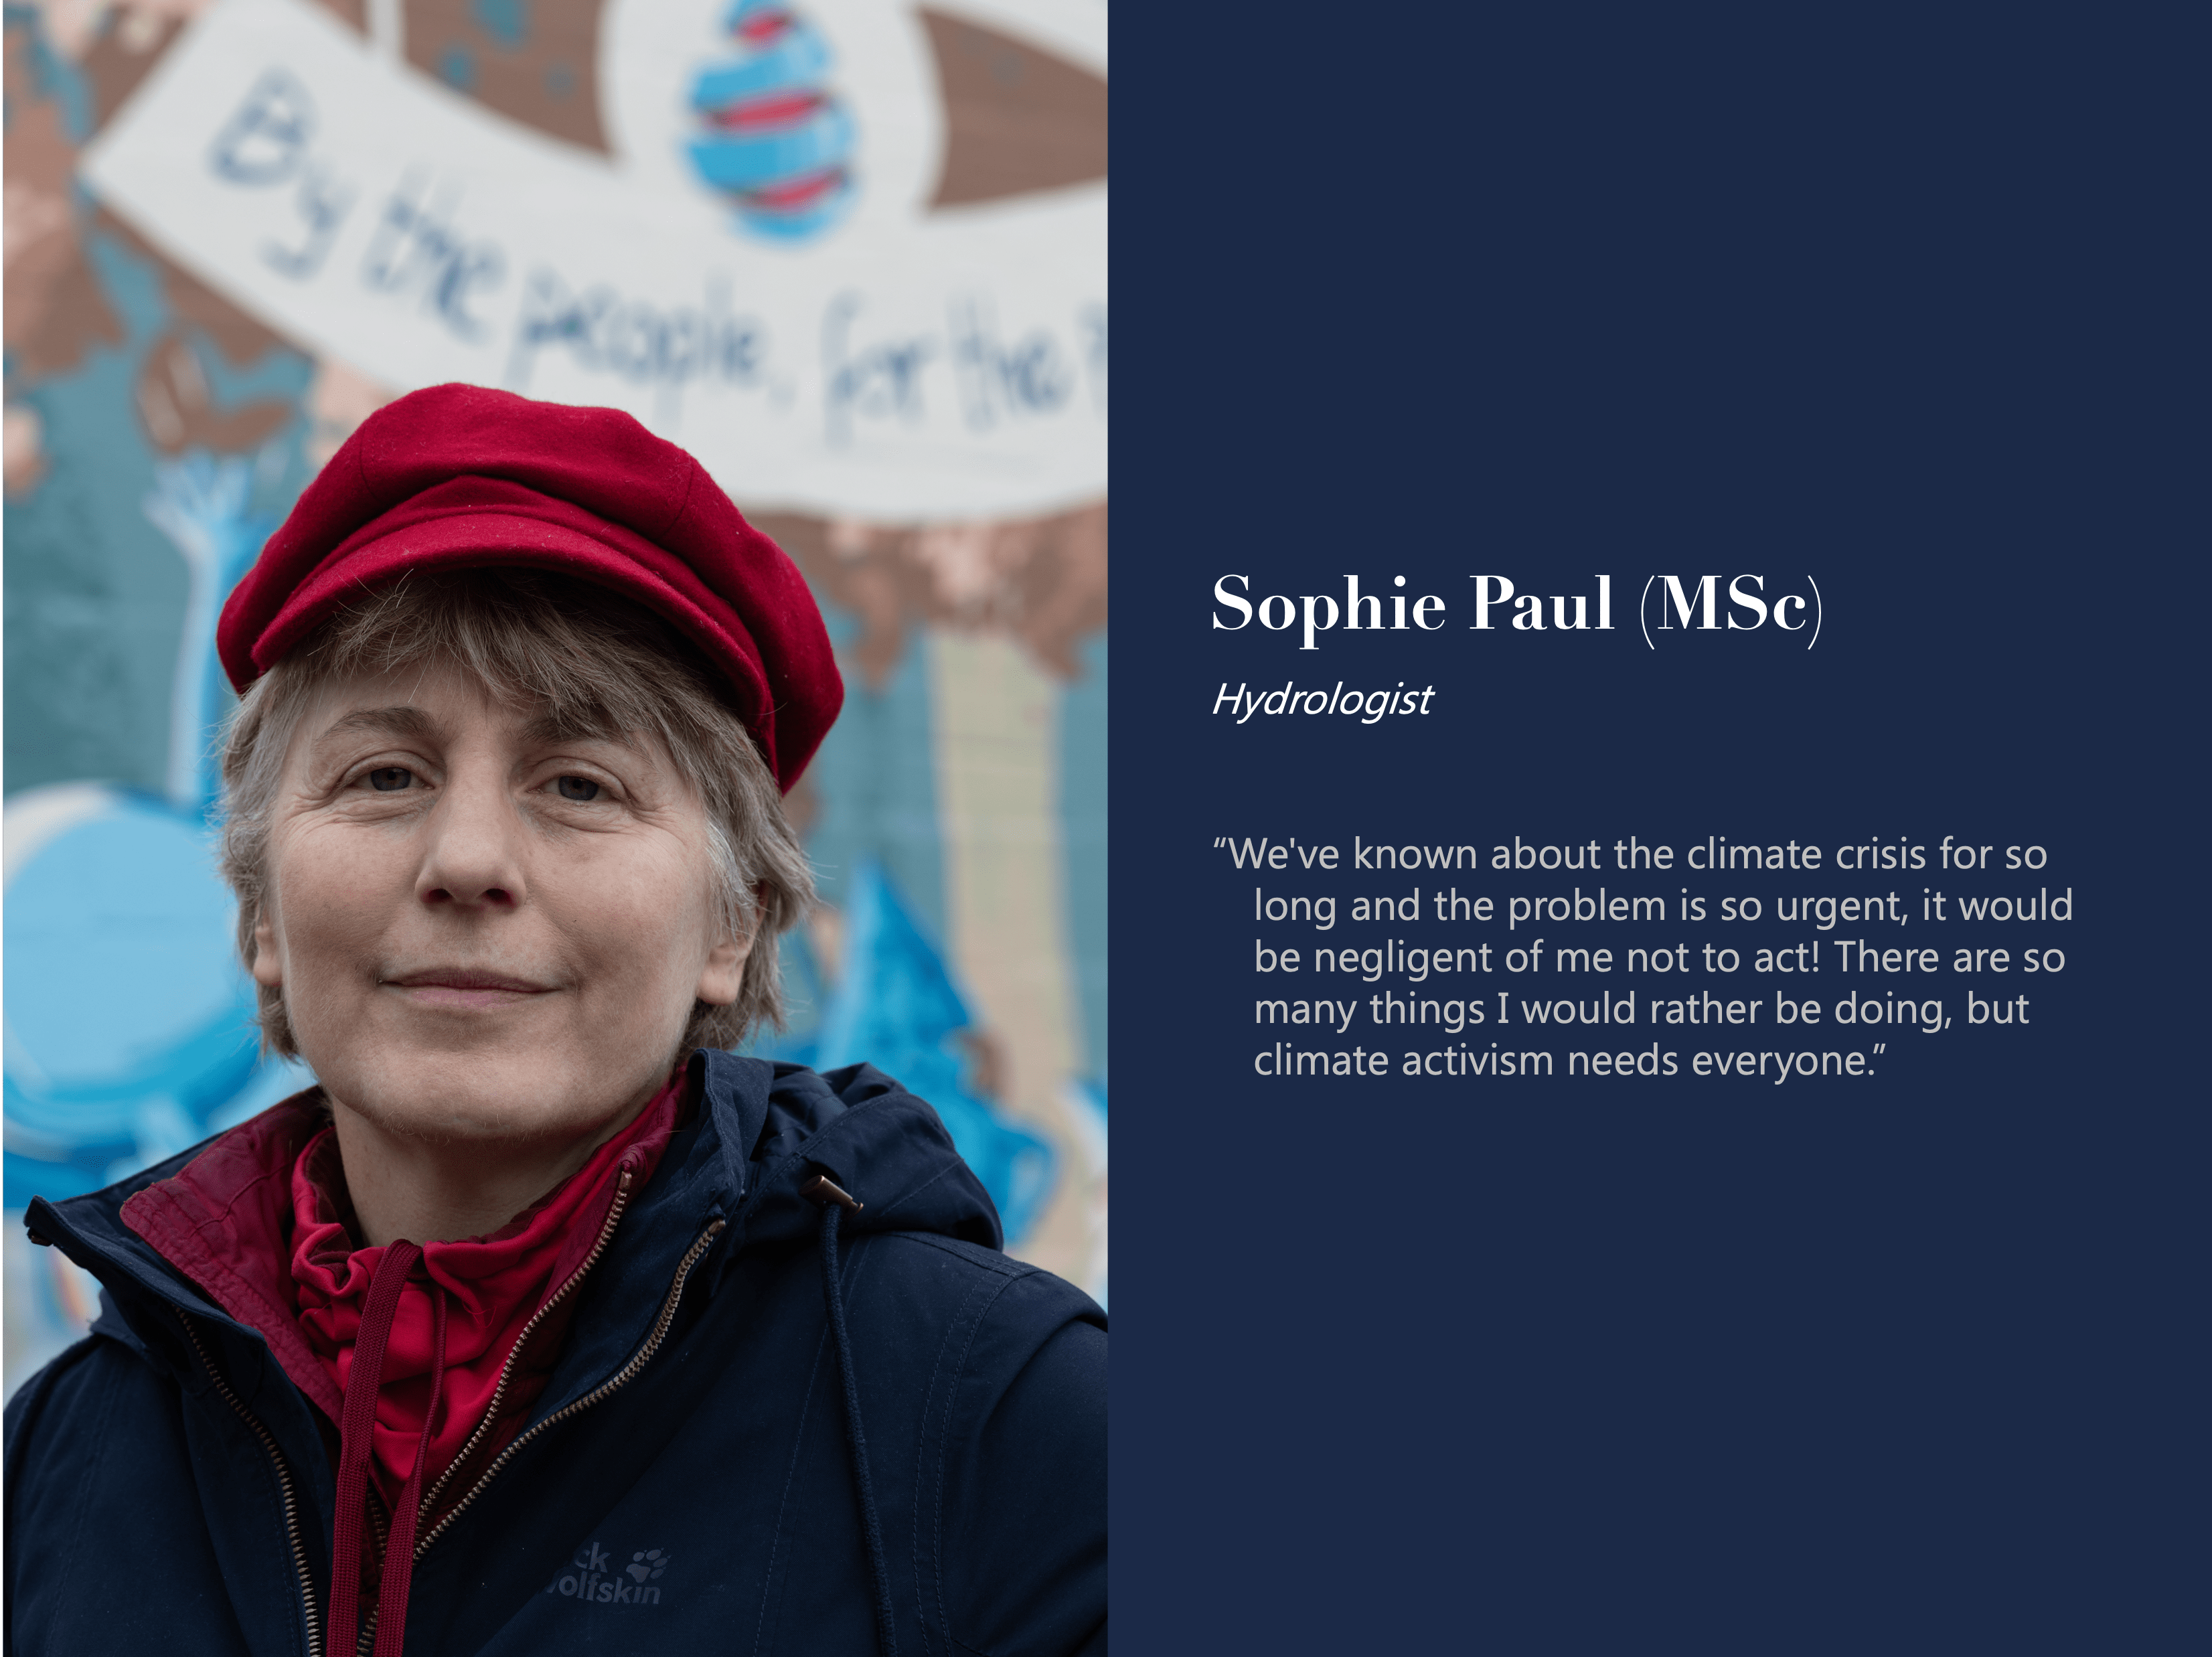 By the people, for the
Sophie Paul (MSc)
Hydrologist
“We've known about the climate crisis for so
long and the problem is so urgent, it would
be negligent of me not to act! There are so
many things I would rather be doing, but
climate activism needs everyone.”
ck
olfskin